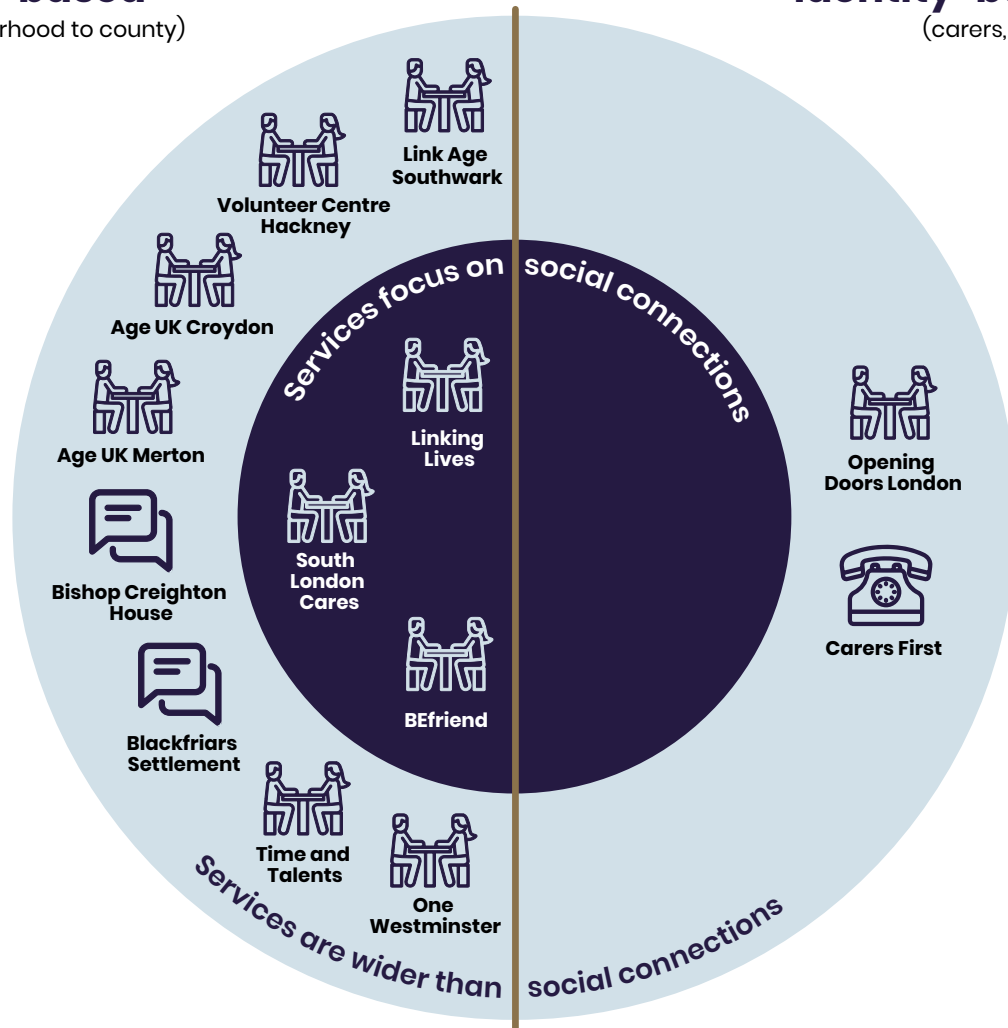 based
rhood to county)
identity-b
(carers,
Link Age
Southwark
Volunteer Centre
Hackney
Age UK Croydon
Age UK Merton
Bishop Creighton
House
Blackfriars
Settlement
Time and
Talents
One
Westminster
Services focus on social connections
Linking
Lives
South
London
Cares
BEfriend
Opening
Doors London
Carers First
Services are wider than social connections